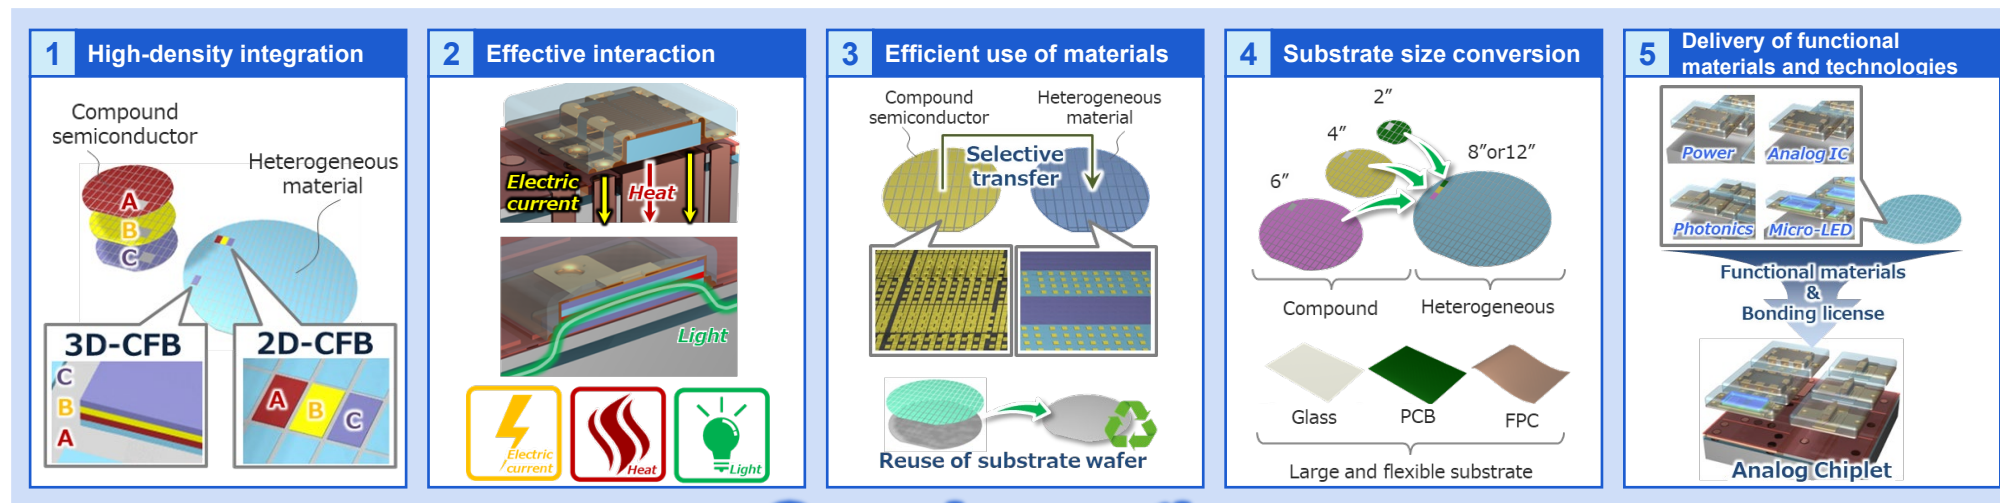 1 High-density integration
Compound
semiconductor
Heterogeneous
material
A
B
C
3D-CFB
C
B
A
2D-CFB
A B C
2 Effective interaction
Electric
current
Heat
Light
Electric
current
Heat
Light
3 Efficient use of materials
Compound
semiconductor
Heterogeneous
material
Selective
transfer
Reuse of substrate wafer
4 Substrate size conversion
2”
4”
6”
8”or12”
Compound
Heterogeneous
Glass
PCB
FPC
Large and flexible substrate
5 Delivery of functional
materials and technologies
Power
Analog IC
Photonics
Micro-LED
Functional materials
&
Bonding license
Analog Chiplet